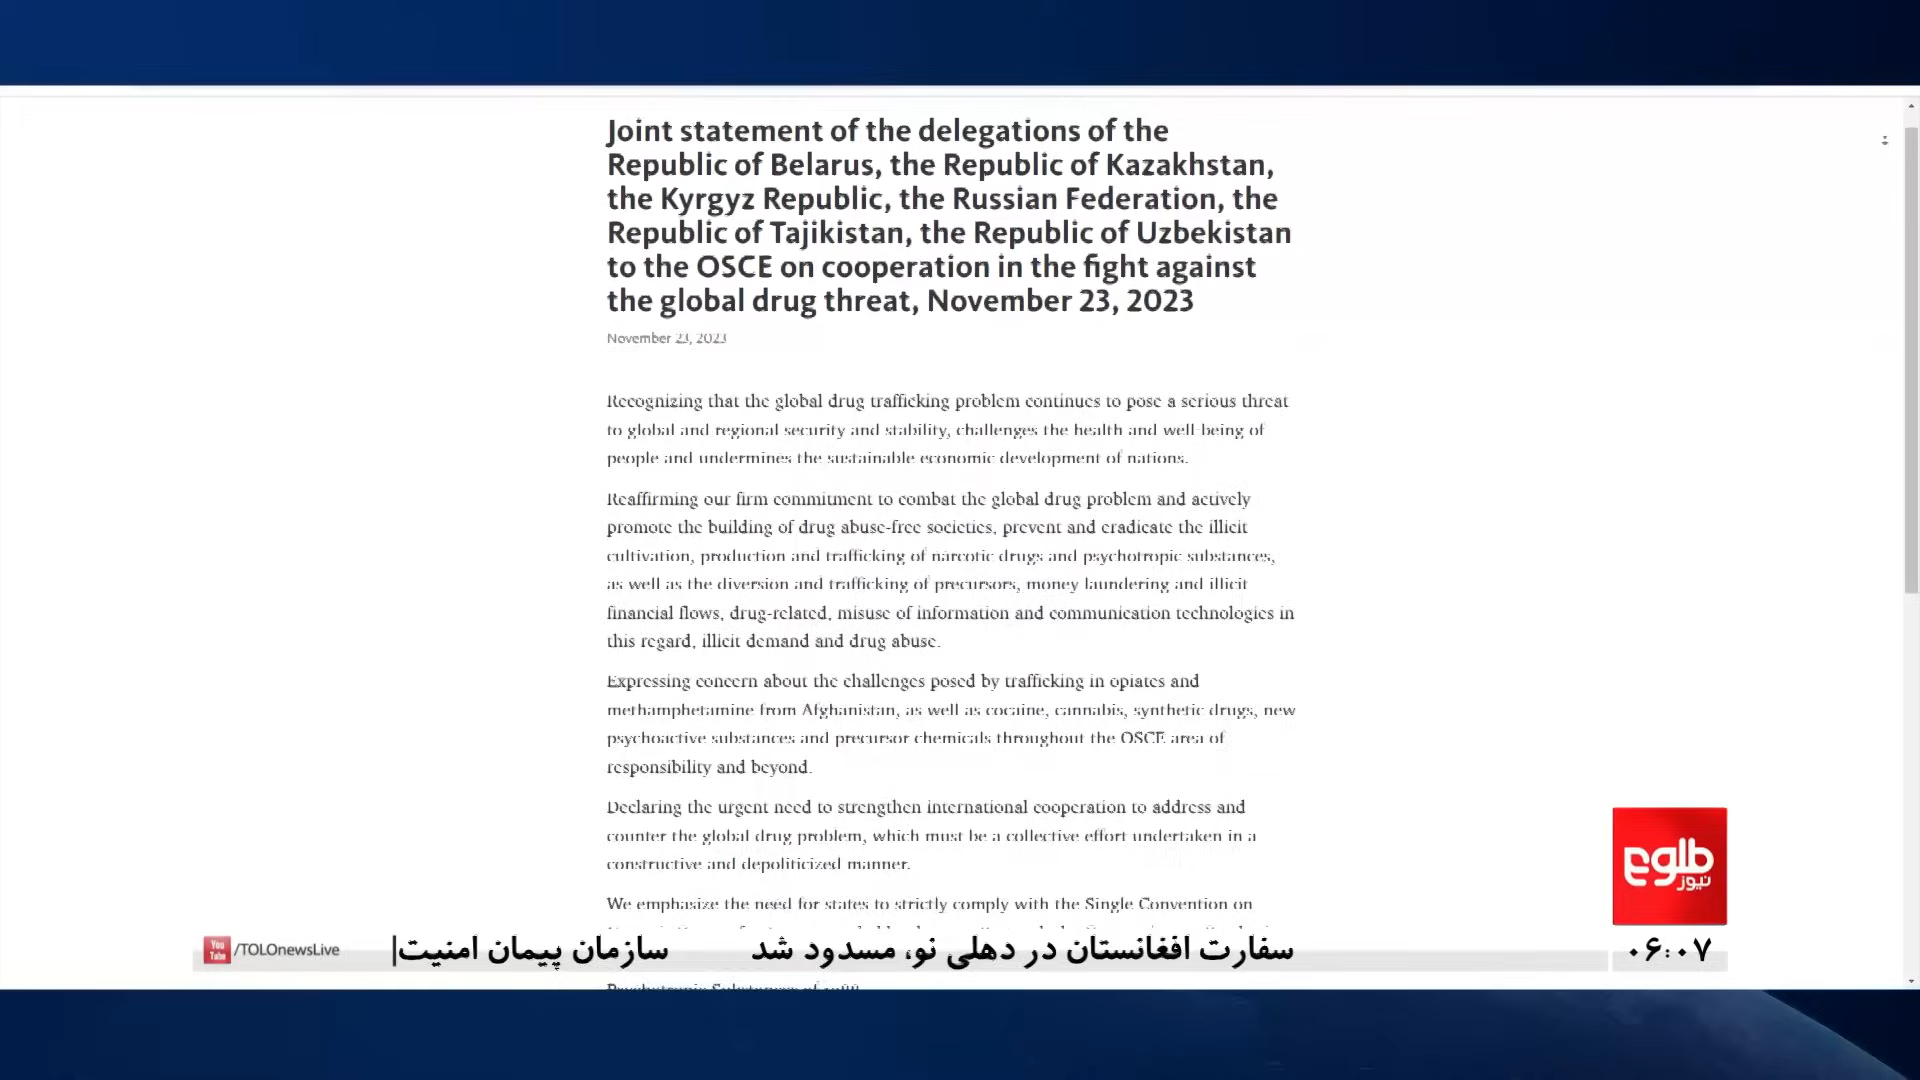 Joint statement of the delegations of the
Republic of Belarus, the Republic of Kazakhstan,
the Kyrgyz Republic, the Russian Federation, the
Republic of Tajikistan, the Republic of Uzbekistan
to the OSCE on cooperation in the fight against
the global drug threat, November 23, 2023
November 23, 2023
Recognizing that the global drug trafficking problem continues to pose a serious threat
to global and regional security and stability, challenges the health and well-being of
people and undermines the sustainable economic development of nations.
Reaffirming our firm commitment to combat the global drug problem and actively
promote the building of drug abuse-free societies, prevent and eradicate the illicit
cultivation, production and trafficking of narcotic drugs and psychotropic substances,
as well as the diversion and trafficking of precursors, money laundering and illicit
financial flows, drug-related, misuse of information and communication technologies in
this regard, illicit demand and drug abuse.
Expressing concern about the challenges posed by trafficking in opiates and
methamphetamine from Afghanistan, as well as cocaine, cannabis, synthetic drugs, new
psychoactive substances and precursor chemicals throughout the OSCE area of
responsibility and beyond.
Declaring the urgent need to strengthen international cooperation to address and
counter the global drug problem, which must be a collective effort undertaken in a
constructive and depoliticized manner.
We emphasize the need for states to strictly comply with the Single Convention on
طلوع
نیوز
You Tube /TOLOnewsLive
سفارت افغانستان در دهلی نو، مسدود شد سازمان پیمان امنیت
۰۶:۰۷
Psychotropic Substances of